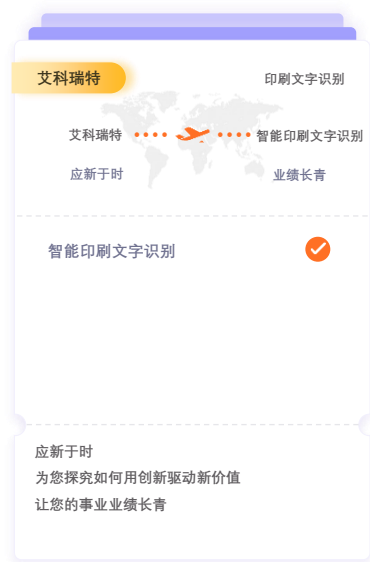 艾科瑞特
印刷文字识别
艾科瑞特
智能印刷文字识别
应新于时
业绩长青
智能印刷文字识别
应新于时
为您探究如何用创新驱动新价值
让您的事业业绩长青